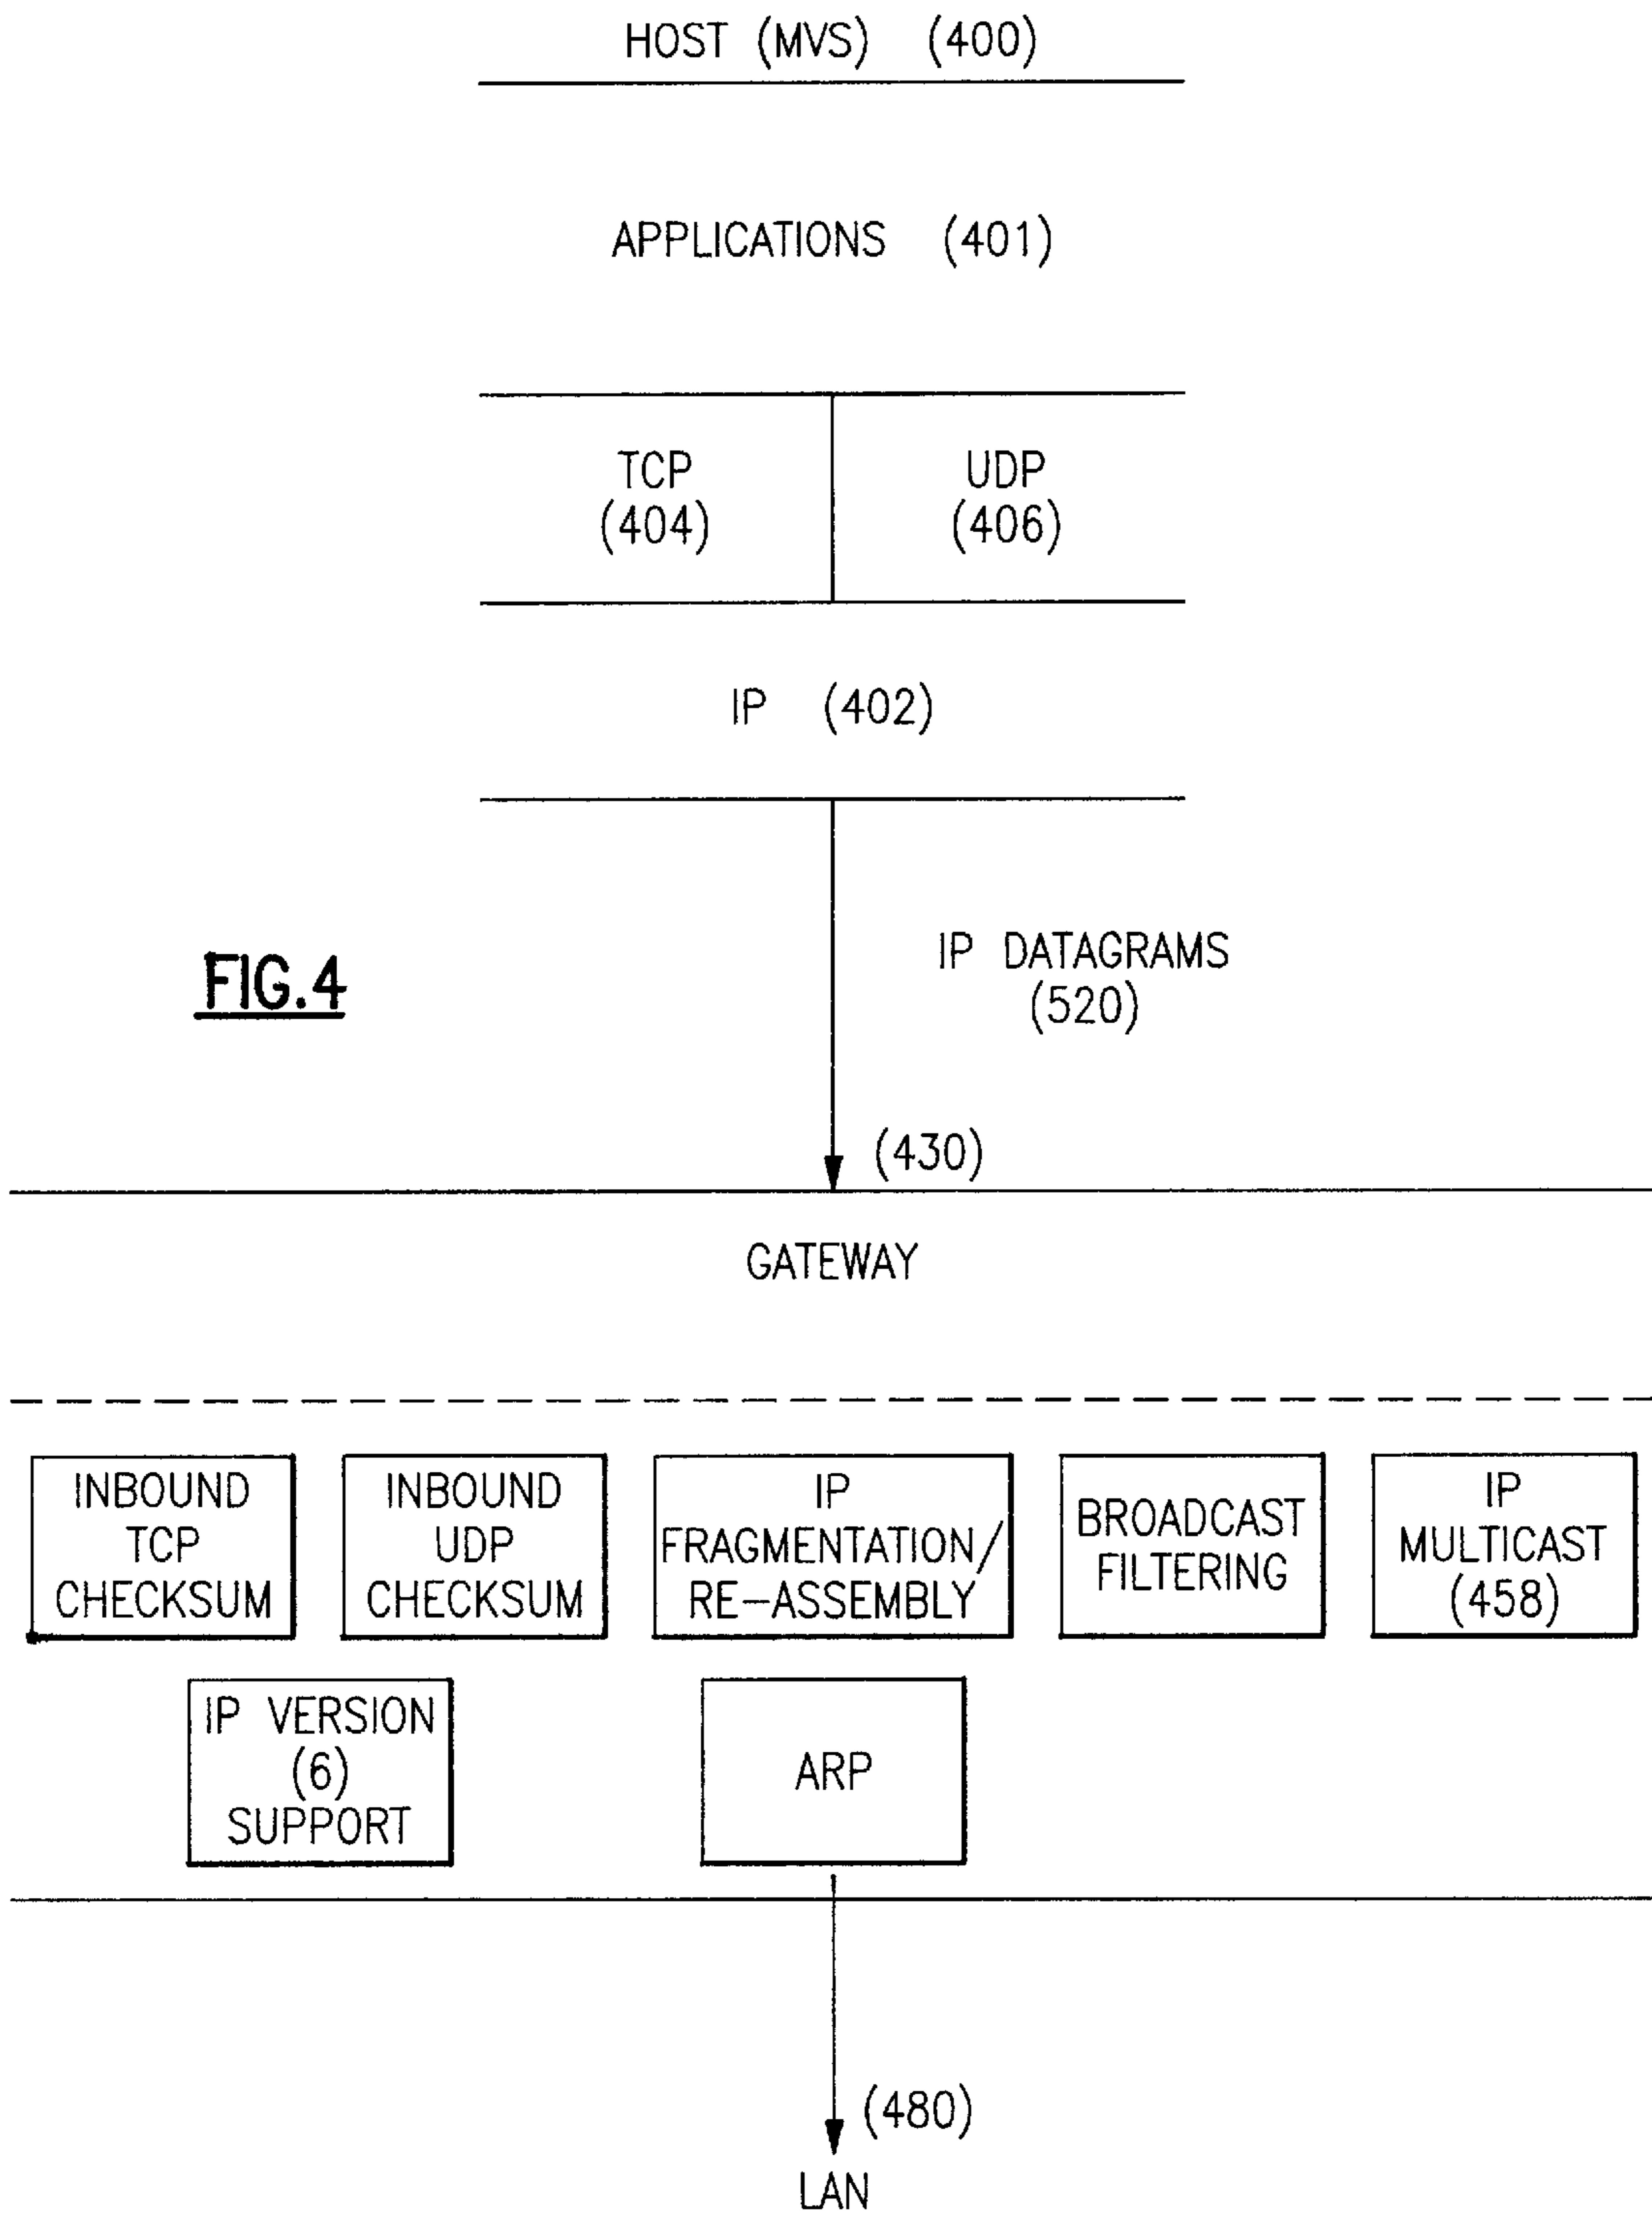 HOST (MVS) (400)
APPLICATIONS (401)
TCP
(404)
UDP
(406)
IP (402)
IP DATAGRAMS
(520)
FIG.4
(430)
GATEWAY
INBOUND
TCP
CHECKSUM
INBOUND
UDP
CHECKSUM
IP
FRAGMENTATION/
RE-ASSEMBLY
BROADCAST
FILTERING
IP
MULTICAST
(458)
IP VERSION
(6)
SUPPORT
ARP
(480)
LAN